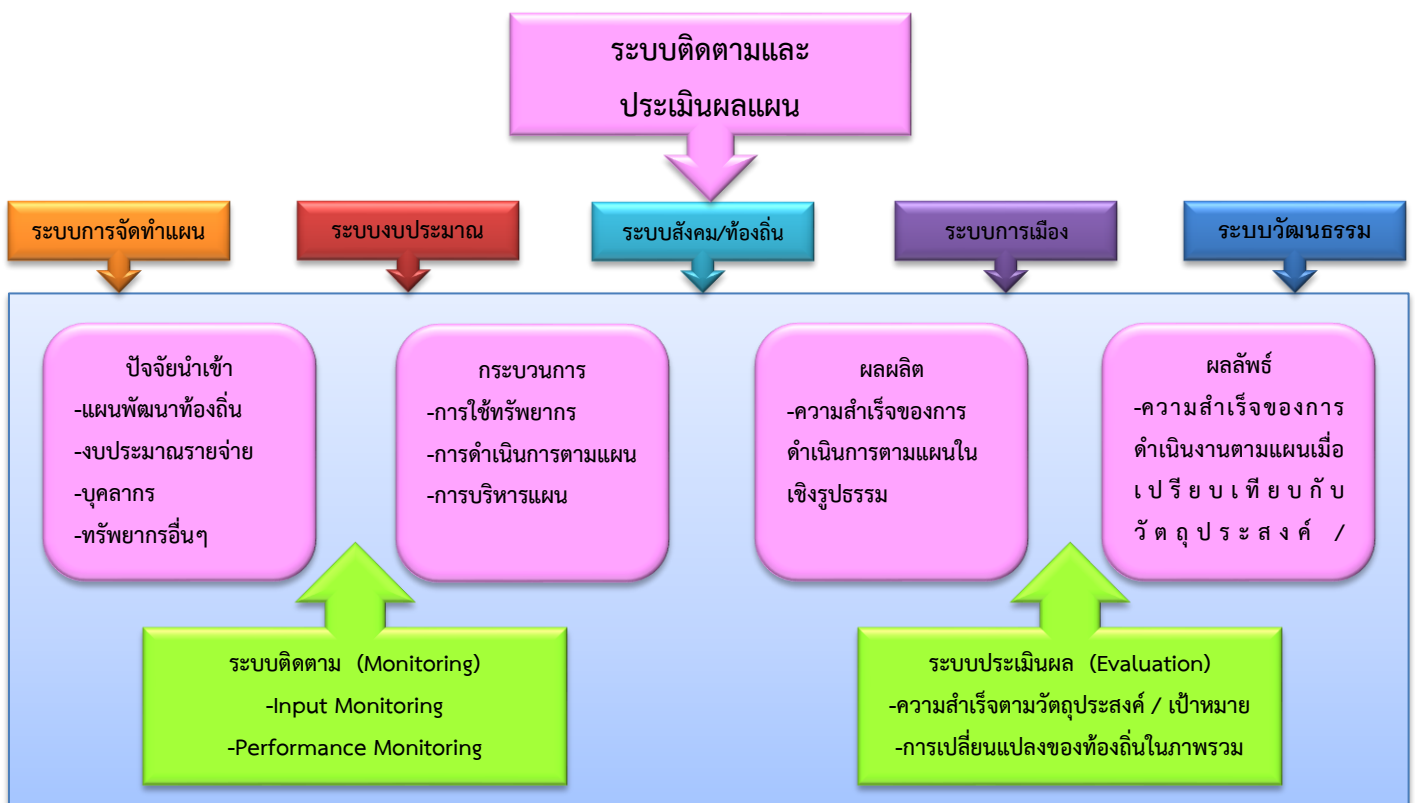 ระบบติดตามและ
ประเมินผลแผน
ระบบการจัดทำแผน
ระบบงบประมาณ
ระบบสังคม/ท้องถิ่น
ระบบการเมือง
ระบบวัฒนธรรม
ปัจจัยนำเข้า
-แผนพัฒนาท้องถิ่น
-งบประมาณรายจ่าย
-บุคลากร
-ทรัพยากรอื่นๆ
กระบวนการ
-การใช้ทรัพยากร
-การดำเนินการตามแผน
-การบริหารแผน
ผลผลิต
-ความสำเร็จของการ
ดำเนินการตามแผนใน
เชิงรูปธรรม
ผลลัพธ์
-ความสำเร็จของการ
ดำเนินงานตามแผนเมื่อ
เปรียบเทียบกับ
วัตถุประสงค์ /
ระบบติดตาม (Monitoring)
-Input Monitoring
-Performance Monitoring
ระบบประเมินผล (Evaluation)
-ความสำเร็จตามวัตถุประสงค์ / เป้าหมาย
-การเปลี่ยนแปลงของท้องถิ่นในภาพรวม